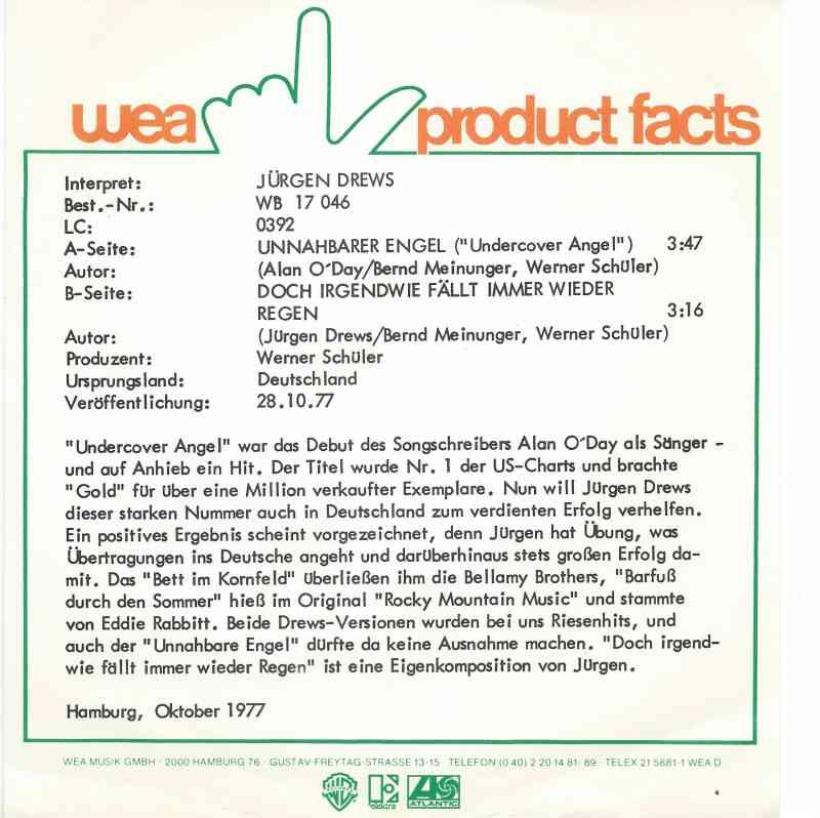 wea product facts
Interpret: JÜRGEN DREWS
Best.-Nr.: WB 17 046
LC: 0392
A-Seite: UNNAHBARER ENGEL ("Undercover Angel") 3:47
Autor: (Alan O'Day/Bernd Meinunger, Werner Schüler)
B-Seite: DOCH IRGENDWIE FÄLLT IMMER WIEDER
REGEN 3:16
Autor: (Jürgen Drews/Bernd Meinunger, Werner Schüler)
Produzent: Werner Schüler
Ursprungsland: Deutschland
Veröffentlichung: 28.10.77
"Undercover Angel" war das Debut des Songschreibers Alan O'Day als Sänger -
und auf Anhieb ein Hit. Der Titel wurde Nr. 1 der US-Charts und brachte
"Gold" für über eine Million verkaufter Exemplare. Nun will Jürgen Drews
dieser starken Nummer auch in Deutschland zum verdienten Erfolg verhelfen.
Ein positives Ergebnis scheint vorgezeichnet, denn Jürgen hat Übung, was
Übertragungen ins Deutsche angeht und darüberhinaus stets großen Erfolg da-
mit. Das "Bett im Kornfeld" überließen ihm die Bellamy Brothers, "Barfuß
durch den Sommer" hieß im Original "Rocky Mountain Music" und stammte
von Eddie Rabbitt. Beide Drews-Versionen wurden bei uns Riesenhits, und
auch der "Unnahbare Engel" dürfte da keine Ausnahme machen. "Doch irgend-
wie fällt immer wieder Regen" ist eine Eigenkomposition von Jürgen.
Hamburg, Oktober 1977
WEA MUSIK GMBH · 2000 HAMBURG 76 · GUSTAV-FREYTAG-STRASSE 13-15 · TELEFON (0 40) 2 20 14 81-89 · TELEX 21 5681-1 WEA D
elektra ATLANTIC